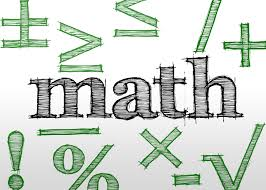 ± ≥ ≤ / +
math
! % × - √